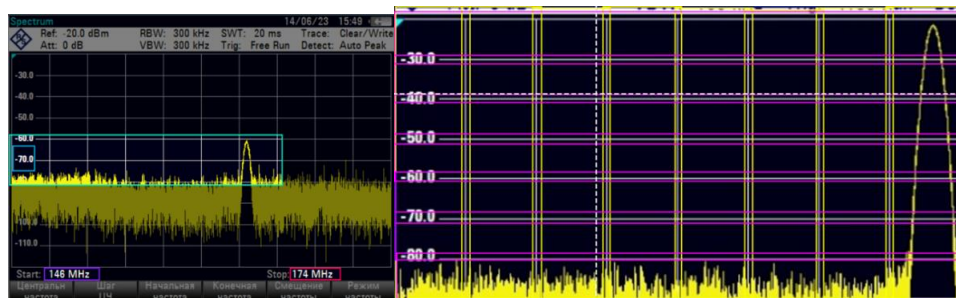 Spectrum 14/06/23 15:49
Ref: -20.0 dBm RBW: 300 kHz SWT: 20 ms Trace: Clear/Write
Att: 0 dB VBW: 300 kHz Trig: Free Run Detect: Auto Peak
-30.0
-40.0
-50.0
-60.0
-70.0
-110.0
Start: 146 MHz Stop: 174 MHz
Центральн Шаг Начальная Конечная Смещение Режим
частота ПЧ частота частота частоты частоты
-30.0
-40.0
-50.0
-60.0
-70.0
-80.0